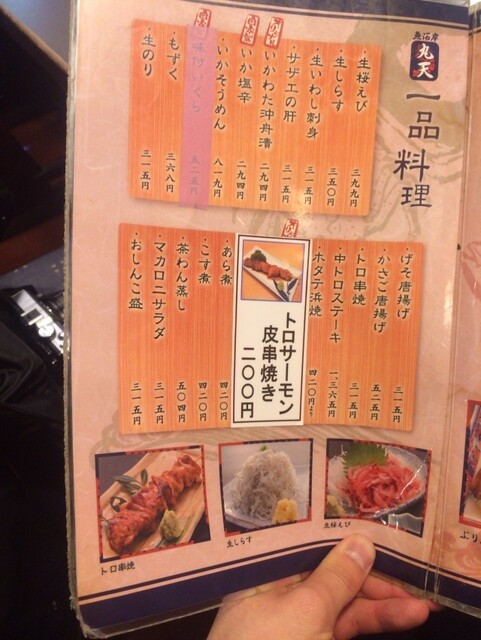 魚河岸
丸天
一品料理
・生桜えび 三九九円
・生しらす 三五〇円
・生いわし刺身 三一五円
・サザエの肝 三一五円
・いかわた沖丹漬 二九四円
・いか塩辛 二九四円
・いかそうめん 八一九円
味付いくら 五二五円
・もずく 三六八円
・生のり 三一五円
・げそ唐揚げ 三一五円
・かさご唐揚げ 五二五円
・トロ串焼 三一五円
・中トロステーキ 一、三六五円
ホタテ浜焼 四二〇円より
トロサーモン
皮串焼き
二〇〇円
・あら煮 四二〇円
・こす煮 四二〇円
・茶わん蒸し 五〇四円
・マカロニサラダ 三一五円
・おしんこ盛 三一五円
トロ串焼
生しらす
生桜えび
ぶり